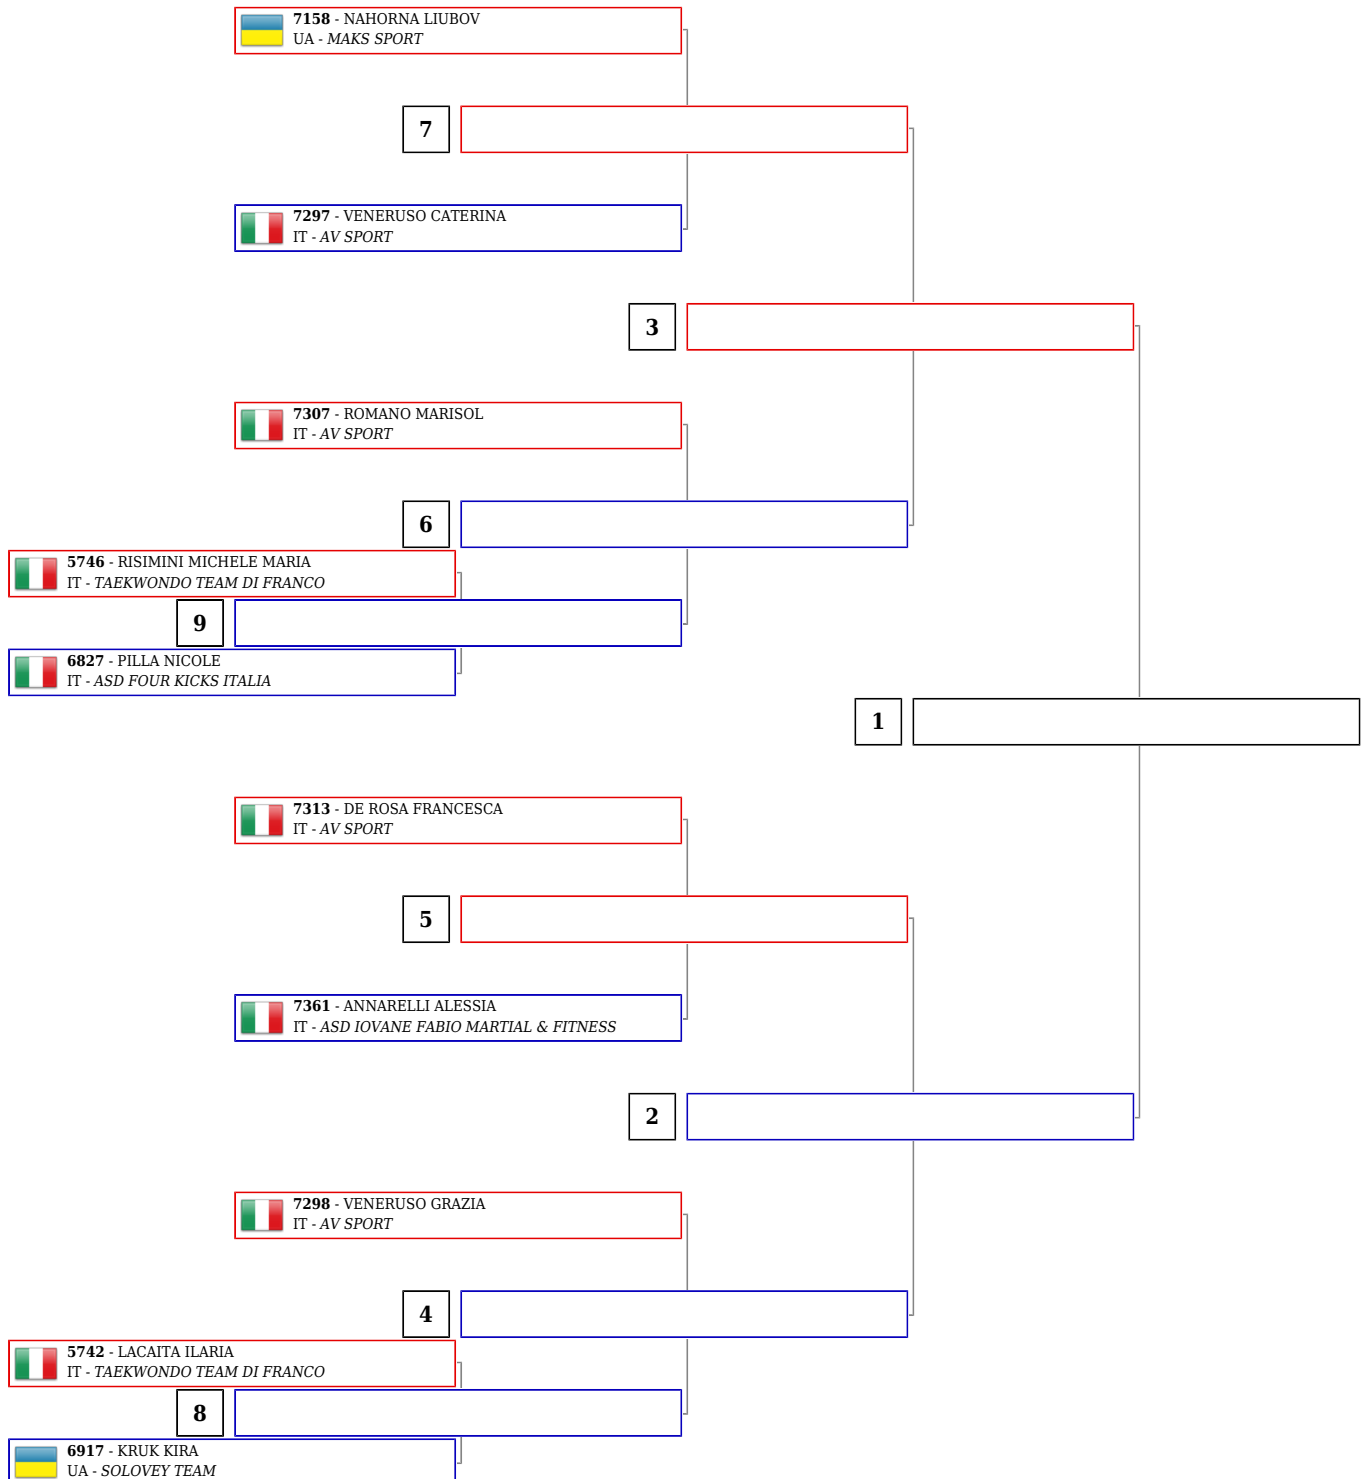 7158 - NAHORNA LIUBOV
UA - MAKS SPORT
7
7297 - VENERUSO CATERINA
IT - AV SPORT
3
7307 - ROMANO MARISOL
IT - AV SPORT
6
5746 - RISIMINI MICHELE MARIA
IT - TAEKWONDO TEAM DI FRANCO
9
6827 - PILLA NICOLE
IT - ASD FOUR KICKS ITALIA
1
7313 - DE ROSA FRANCESCA
IT - AV SPORT
5
7361 - ANNARELLI ALESSIA
IT - ASD IOVANE FABIO MARTIAL & FITNESS
2
7298 - VENERUSO GRAZIA
IT - AV SPORT
4
5742 - LACAITA ILARIA
IT - TAEKWONDO TEAM DI FRANCO
8
6917 - KRUK KIRA
UA - SOLOVEY TEAM